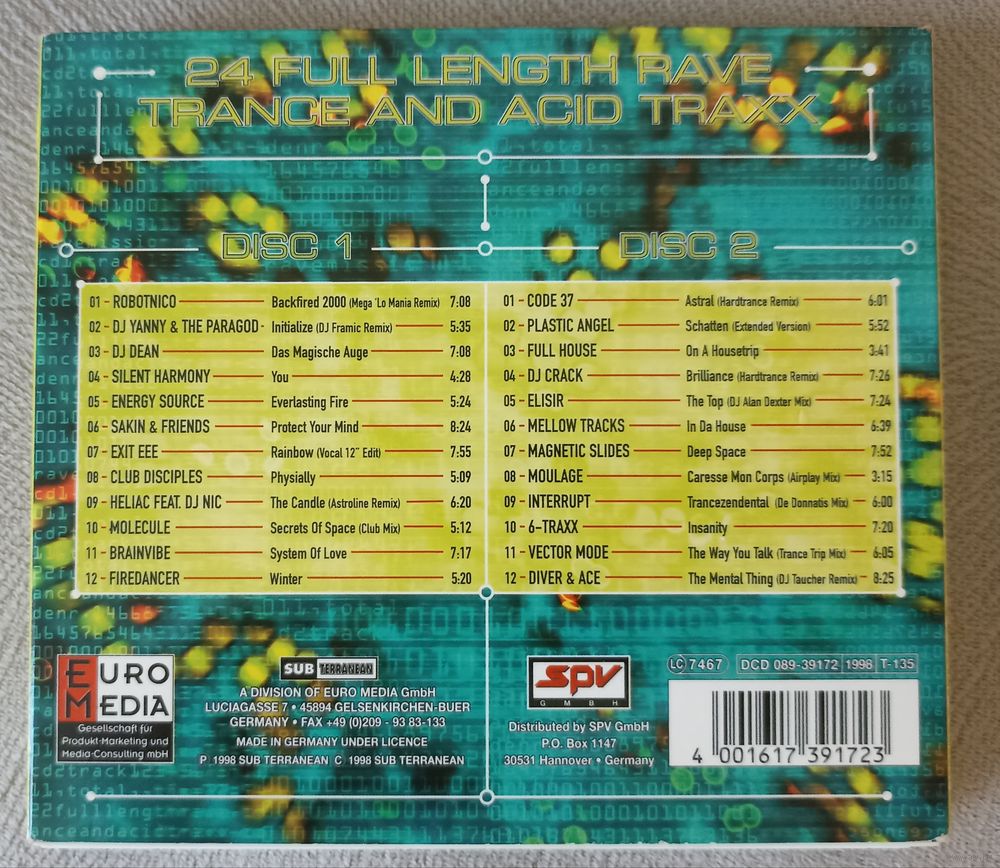 24 FULL LENGTH RAVE
TRANCE AND ACID TRAXX
DISC 1
01 - ROBOTNICO Backfired 2000 (Mega 'Lo Mania Remix) 7:08
02 - DJ YANNY & THE PARAGOD - Initialize (DJ Framic Remix) 5:35
03 - DJ DEAN Das Magische Auge 7:08
04 - SILENT HARMONY You 4:28
05 - ENERGY SOURCE Everlasting Fire 5:24
06 - SAKIN & FRIENDS Protect Your Mind 8:24
07 - EXIT EEE Rainbow (Vocal 12" Edit) 7:55
08 - CLUB DISCIPLES Physially 5:09
09 - HELIAC FEAT. DJ NIC The Candle (Astroline Remix) 6:20
10 - MOLECULE Secrets Of Space (Club Mix) 5:12
11 - BRAINVIBE System Of Love 7:17
12 - FIREDANCER Winter 5:20
DISC 2
01 - CODE 37 Astral (Hardtrance Remix) 6:01
02 - PLASTIC ANGEL Schatten (Extended Version) 5:52
03 - FULL HOUSE On A Housetrip 3:41
04 - DJ CRACK Brilliance (Hardtrance Remix) 7:26
05 - ELISIR The Top (DJ Alan Dexter Mix) 7:24
06 - MELLOW TRACKS In Da House 6:39
07 - MAGNETIC SLIDES Deep Space 7:52
08 - MOULAGE Caresse Mon Corps (Airplay Mix) 3:15
09 - INTERRUPT Trancezendental (De Donnatis Mix) 6:00
10 - 6-TRAXX Insanity 7:20
11 - VECTOR MODE The Way You Talk (Trance Trip Mix) 6:05
12 - DIVER & ACE The Mental Thing (DJ Taucher Remix) 8:25
EURO
MEDIA
Gesellschaft für
Produkt-Marketing und
Media-Consulting mbH
SUB TERRANEAN
A DIVISION OF EURO MEDIA GmbH
LUCIAGASSE 7 • 45894 GELSENKIRCHEN-BUER
GERMANY • FAX +49 (0)209 - 93 83-133
MADE IN GERMANY UNDER LICENCE
P 1998 SUB TERRANEAN C 1998 SUB TERRANEAN
SPV
GMBH
Distributed by SPV GmbH
P.O. Box 1147
30531 Hannover • Germany
LC 7467 DCD 089-39172 1998 T-135
4 001617 391723